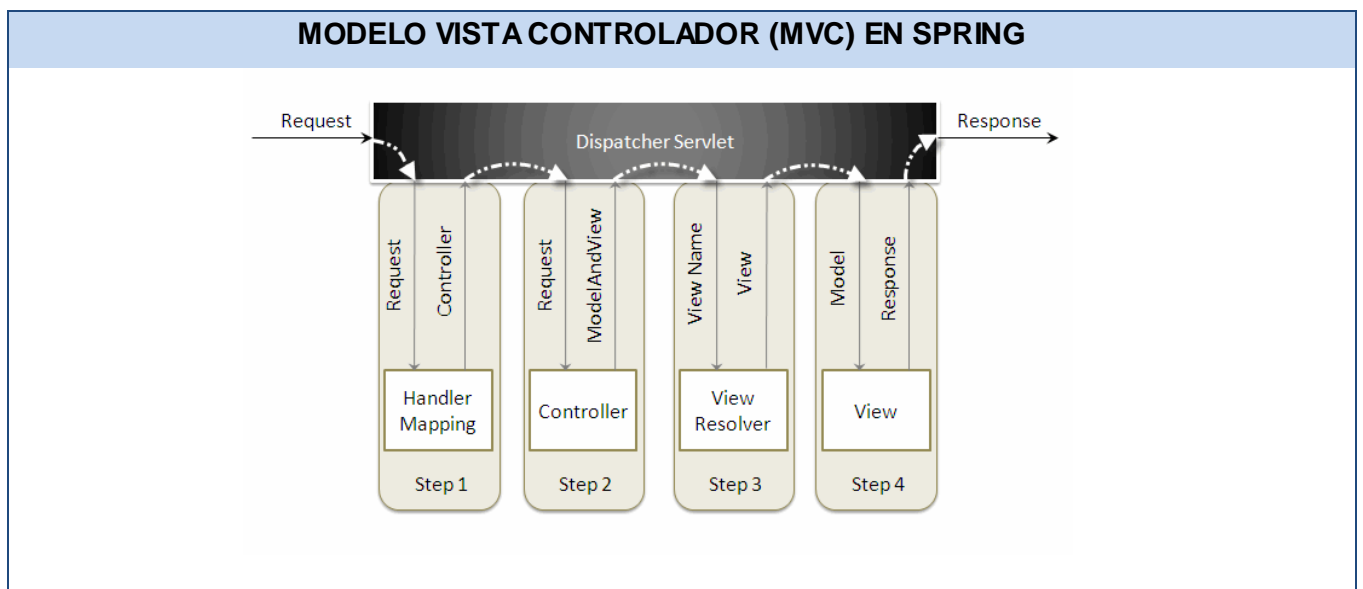 MODELO VISTA CONTROLADOR (MVC) EN SPRING
Request
Dispatcher Servlet
Response
Request
Controller
Request
ModelAndView
View Name
View
Model
Response
Handler
Mapping
Controller
View
Resolver
View
Step 1
Step 2
Step 3
Step 4